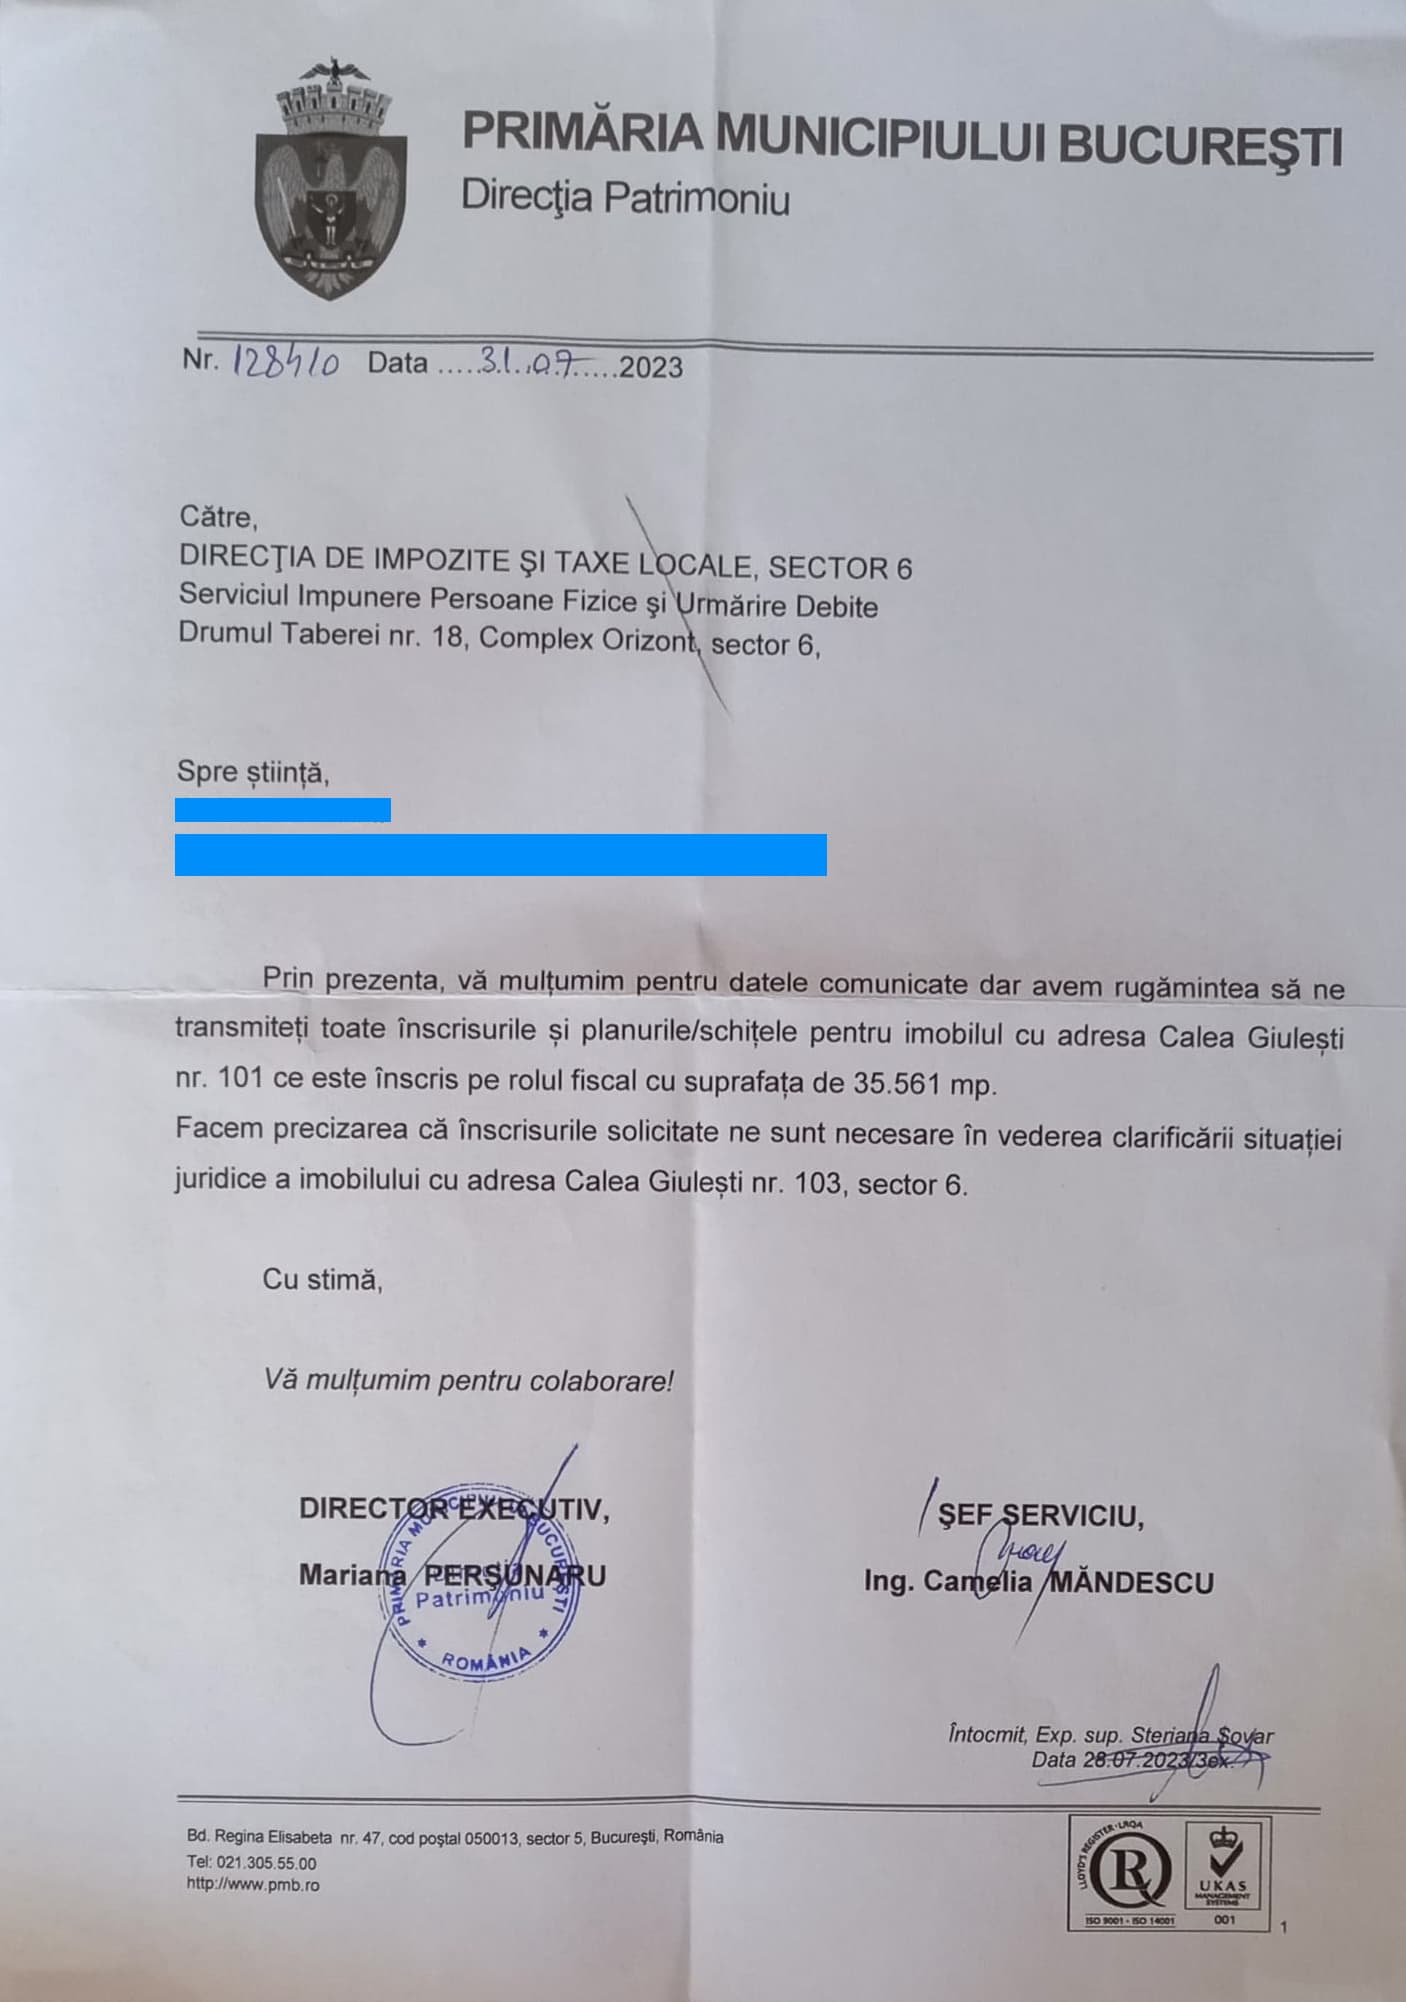 PRIMĂRIA MUNICIPIULUI BUCUREŞTI
Direcţia Patrimoniu
Nr. 128410 Data .....31.07.....2023
Către,
DIRECŢIA DE IMPOZITE ŞI TAXE LOCALE, SECTOR 6
Serviciul Impunere Persoane Fizice şi Urmărire Debite
Drumul Taberei nr. 18, Complex Orizont, sector 6,
Spre știință,
Prin prezenta, vă mulțumim pentru datele comunicate dar avem rugămintea să ne
transmiteți toate înscrisurile și planurile/schițele pentru imobilul cu adresa Calea Giulești
nr. 101 ce este înscris pe rolul fiscal cu suprafața de 35.561 mp.
Facem precizarea că înscrisurile solicitate ne sunt necesare în vederea clarificării situației
juridice a imobilului cu adresa Calea Giulești nr. 103, sector 6.
Cu stimă,
Vă mulțumim pentru colaborare!
DIRECTOR EXECUTIV,
Mariana PERŞUNARU
PRIMĂRIA MUNICIPIULUI BUCUREŞTI
Patrimoniu
* ROMÂNIA *
ŞEF SERVICIU,
Ing. Camelia MĂNDESCU
Întocmit, Exp. sup. Steriana Şovar
Data 28.07.2023/3ex.
Bd. Regina Elisabeta nr. 47, cod poştal 050013, sector 5, Bucureşti, România
Tel: 021.305.55.00
http://www.pmb.ro
LLOYD'S REGISTER · LRQA
R
ISO 9001 · ISO 14001
UKAS
MANAGEMENT
SYSTEMS
001
1